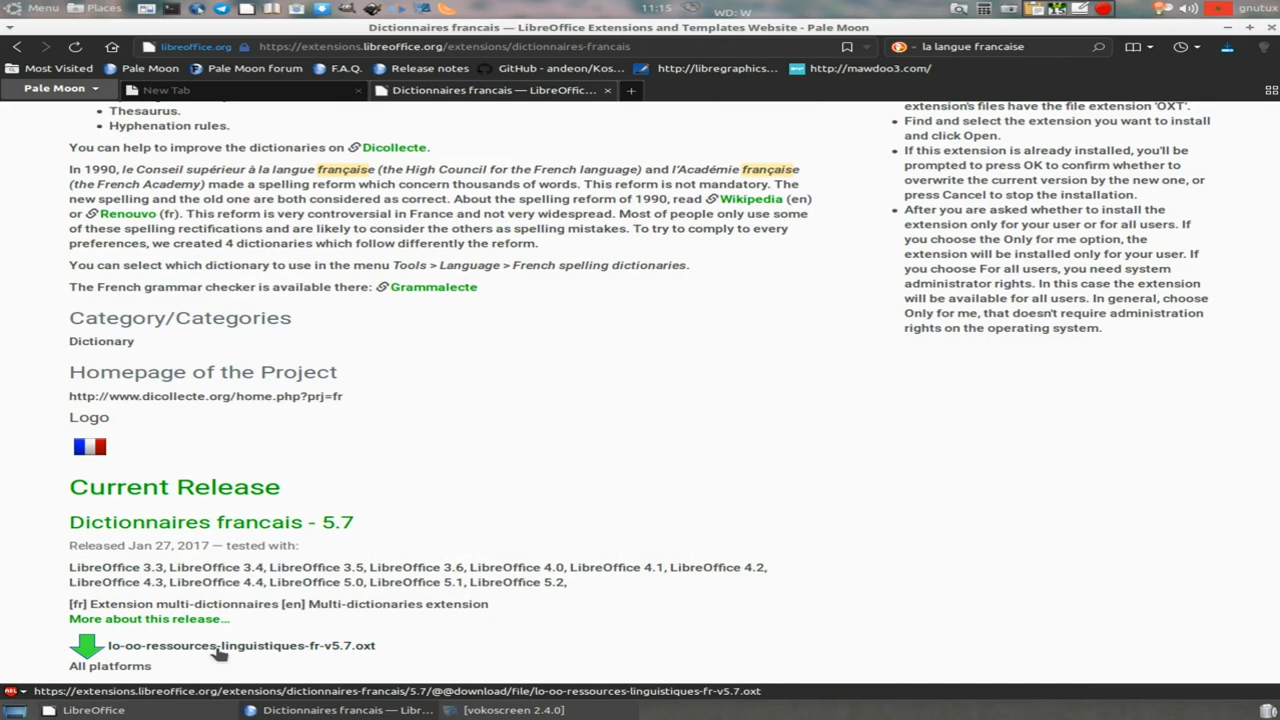 Menu Places 11:15 WD: W 15 gnutux
Dictionnaires francais — LibreOffice Extensions and Templates Website - Pale Moon
libreoffice.org https://extensions.libreoffice.org/extensions/dictionnaires-francais la langue francaise
Most Visited Pale Moon Pale Moon forum F.A.Q. Release notes GitHub - andeon/Kos... http://libregraphics... http://mawdoo3.com/
Pale Moon New Tab Dictionnaires francais — LibreOffic...
Thesaurus.
Hyphenation rules.
You can help to improve the dictionaries on Dicollecte.
In 1990, le Conseil supérieur à la langue française (the High Council for the French language) and l'Académie française
(the French Academy) made a spelling reform which concern thousands of words. This reform is not mandatory. The
new spelling and the old one are both considered as correct. About the spelling reform of 1990, read Wikipedia (en)
or Renouvo (fr). This reform is very controversial in France and not very widespread. Most of people only use some
of these spelling rectifications and are likely to consider the others as spelling mistakes. To try to comply to every
preferences, we created 4 dictionaries which follow differently the reform.
You can select which dictionary to use in the menu Tools > Language > French spelling dictionaries.
The French grammar checker is available there: Grammalecte
Category/Categories
Dictionary
Homepage of the Project
http://www.dicollecte.org/home.php?prj=fr
Logo
Current Release
Dictionnaires francais - 5.7
Released Jan 27, 2017 — tested with:
LibreOffice 3.3, LibreOffice 3.4, LibreOffice 3.5, LibreOffice 3.6, LibreOffice 4.0, LibreOffice 4.1, LibreOffice 4.2,
LibreOffice 4.3, LibreOffice 4.4, LibreOffice 5.0, LibreOffice 5.1, LibreOffice 5.2,
[fr] Extension multi-dictionnaires [en] Multi-dictionaries extension
More about this release...
lo-oo-ressources-linguistiques-fr-v5.7.oxt
All platforms
extension's files have the file extension 'OXT'.
Find and select the extension you want to install
and click Open.
If this extension is already installed, you'll be
prompted to press OK to confirm whether to
overwrite the current version by the new one, or
press Cancel to stop the installation.
After you are asked whether to install the
extension only for your user or for all users. If
you choose the Only for me option, the
extension will be installed only for your user. If
you choose For all users, you need system
administrator rights. In this case the extension
will be available for all users. In general, choose
Only for me, that doesn't require administration
rights on the operating system.
https://extensions.libreoffice.org/extensions/dictionnaires-francais/5.7/@@download/file/lo-oo-ressources-linguistiques-fr-v5.7.oxt
LibreOffice Dictionnaires francais — Libr... [vokoscreen 2.4.0]